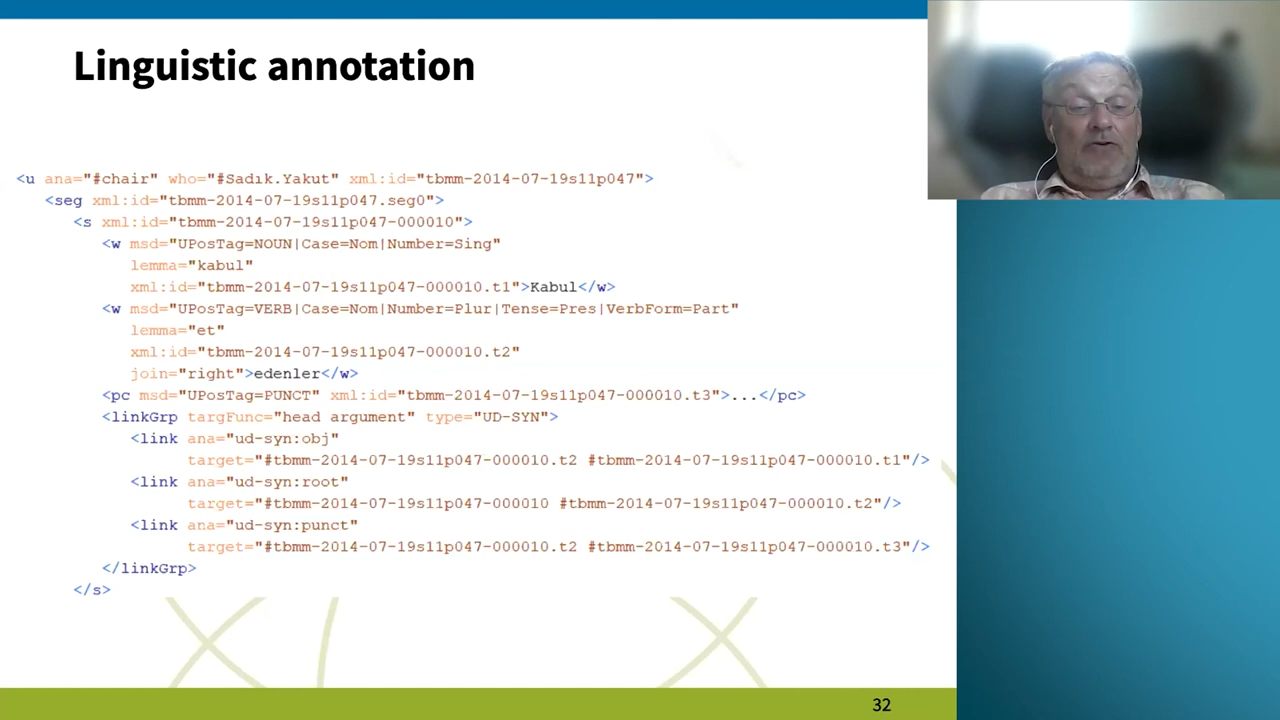 Linguistic annotation
<u ana="#chair" who="#Sadık.Yakut" xml:id="tbmm-2014-07-19s11p047">
<seg xml:id="tbmm-2014-07-19s11p047.seg0">
<s xml:id="tbmm-2014-07-19s11p047-000010">
<w msd="UPosTag=NOUN|Case=Nom|Number=Sing"
lemma="kabul"
xml:id="tbmm-2014-07-19s11p047-000010.t1">Kabul</w>
<w msd="UPosTag=VERB|Case=Nom|Number=Plur|Tense=Pres|VerbForm=Part"
lemma="et"
xml:id="tbmm-2014-07-19s11p047-000010.t2"
join="right">edenler</w>
<pc msd="UPosTag=PUNCT" xml:id="tbmm-2014-07-19s11p047-000010.t3">...</pc>
<linkGrp targFunc="head argument" type="UD-SYN">
<link ana="ud-syn:obj"
target="#tbmm-2014-07-19s11p047-000010.t2 #tbmm-2014-07-19s11p047-000010.t1"/>
<link ana="ud-syn:root"
target="#tbmm-2014-07-19s11p047-000010 #tbmm-2014-07-19s11p047-000010.t2"/>
<link ana="ud-syn:punct"
target="#tbmm-2014-07-19s11p047-000010.t2 #tbmm-2014-07-19s11p047-000010.t3"/>
</linkGrp>
</s>
32